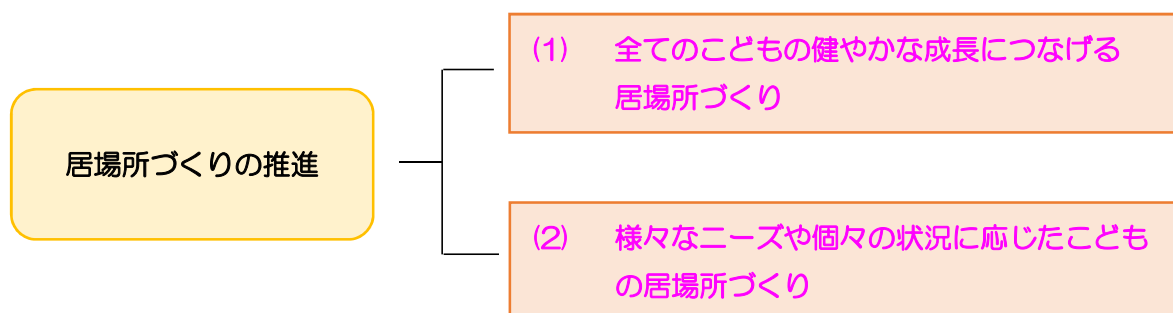 居場所づくりの推進
(1) 全てのこどもの健やかな成長につなげる
居場所づくり
(2) 様々なニーズや個々の状況に応じたこども
の居場所づくり